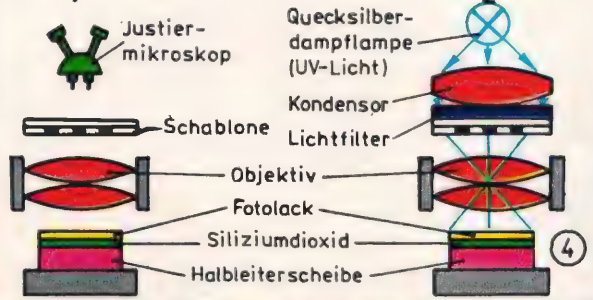 Justier-
mikroskop
Quecksilber-
dampflampe
(UV-Licht)
Kondensor
Schablone
Lichtfilter
Objektiv
Fotolack
Siliziumdioxid
4
Halbleiterscheibe